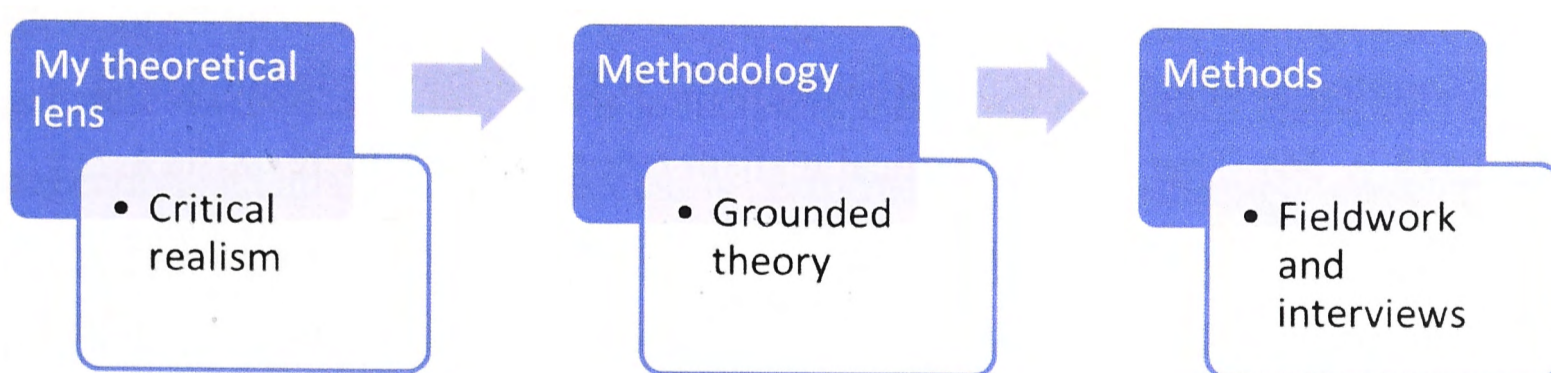 My theoretical
lens
• Critical
realism
Methodology
• Grounded
theory
Methods
• Fieldwork
and
interviews